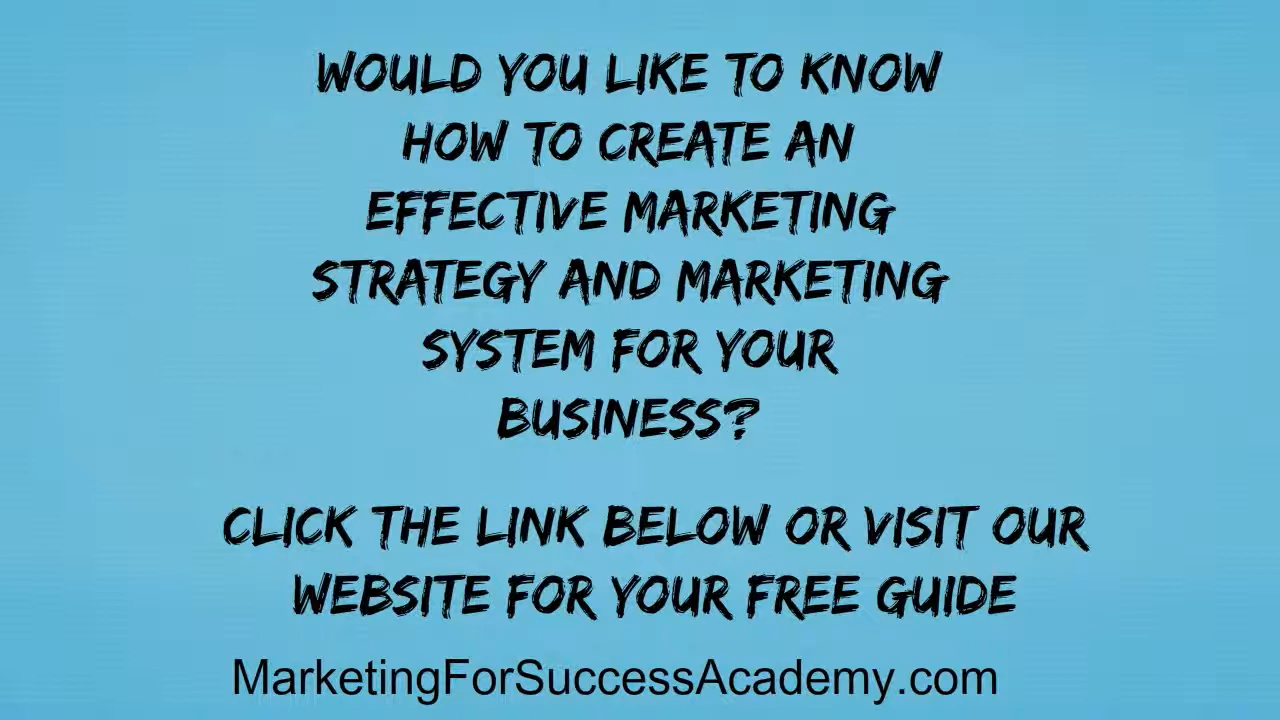 WOULD YOU LIKE TO KNOW
HOW TO CREATE AN
EFFECTIVE MARKETING
STRATEGY AND MARKETING
SYSTEM FOR YOUR
BUSINESS?
CLICK THE LINK BELOW OR VISIT OUR
WEBSITE FOR YOUR FREE GUIDE
MarketingForSuccessAcademy.com